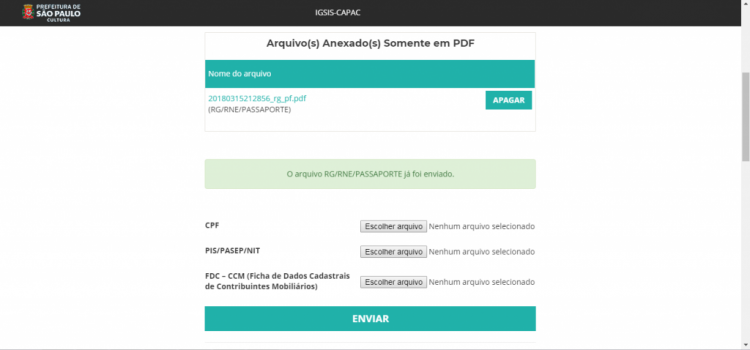 PREFEITURA DE
SÃO PAULO
CULTURA
IGSIS-CAPAC
Arquivo(s) Anexado(s) Somente em PDF
Nome do arquivo
20180315212856_rg_pf.pdf
(RG/RNE/PASSAPORTE)
APAGAR
O arquivo RG/RNE/PASSAPORTE já foi enviado.
CPF
Escolher arquivo Nenhum arquivo selecionado
PIS/PASEP/NIT
Escolher arquivo Nenhum arquivo selecionado
FDC – CCM (Ficha de Dados Cadastrais
de Contribuintes Mobiliários)
Escolher arquivo Nenhum arquivo selecionado
ENVIAR